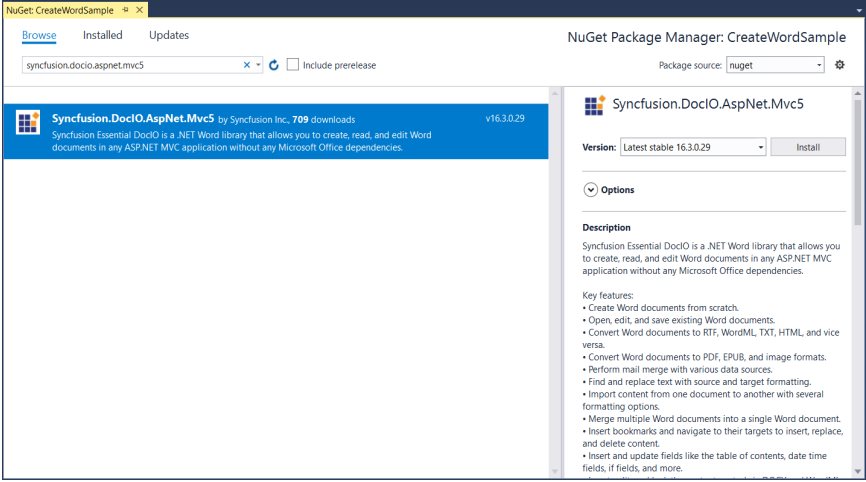 NuGet: CreateWordSample
Browse Installed Updates
NuGet Package Manager: CreateWordSample
syncfusion.docio.aspnet.mvc5
Include prerelease
Package source: nuget
Syncfusion.DocIO.AspNet.Mvc5 by Syncfusion Inc., 709 downloads v16.3.0.29
Syncfusion Essential DocIO is a .NET Word library that allows you to create, read, and edit Word
documents in any ASP.NET MVC application without any Microsoft Office dependencies.
Syncfusion.DocIO.AspNet.Mvc5
Version: Latest stable 16.3.0.29 Install
Options
Description
Syncfusion Essential DocIO is a .NET Word library that allows you
to create, read, and edit Word documents in any ASP.NET MVC
application without any Microsoft Office dependencies.
Key features:
• Create Word documents from scratch.
• Open, edit, and save existing Word documents.
• Convert Word documents to RTF, WordML, TXT, HTML, and vice
versa.
• Convert Word documents to PDF, EPUB, and image formats.
• Perform mail merge with various data sources.
• Find and replace text with source and target formatting.
• Import content from one document to another with several
formatting options.
• Merge multiple Word documents into a single Word document.
• Insert bookmarks and navigate to their targets to insert, replace,
and delete content.
• Insert and update fields like the table of contents, date time
fields, if fields, and more.